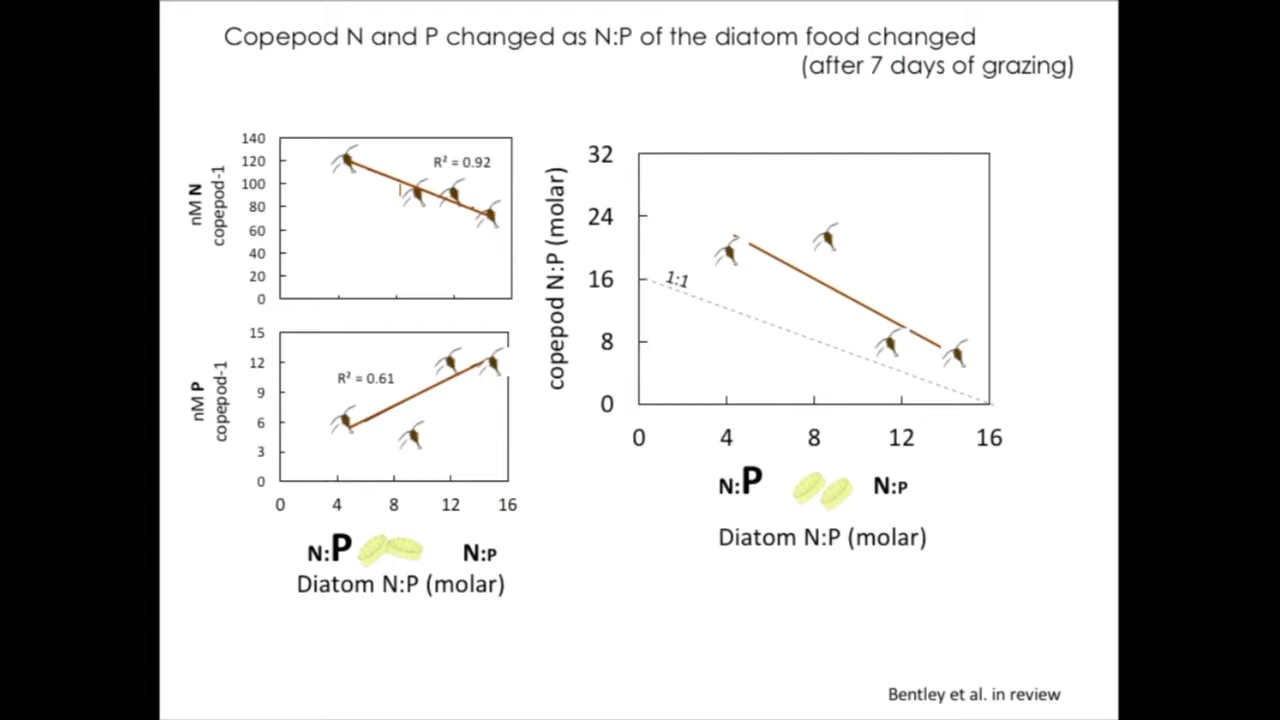 Copepod N and P changed as N:P of the diatom food changed
(after 7 days of grazing)
140
120
100
80
60
40
20
0
nM N
copepod-1
R² = 0.92
15
12
9
6
3
0
nM P
copepod-1
R² = 0.61
0 4 8 12 16
N:P N:P
Diatom N:P (molar)
32
24
16
8
0
copepod N:P (molar)
1:1
0 4 8 12 16
N:P N:P
Diatom N:P (molar)
Bentley et al. in review